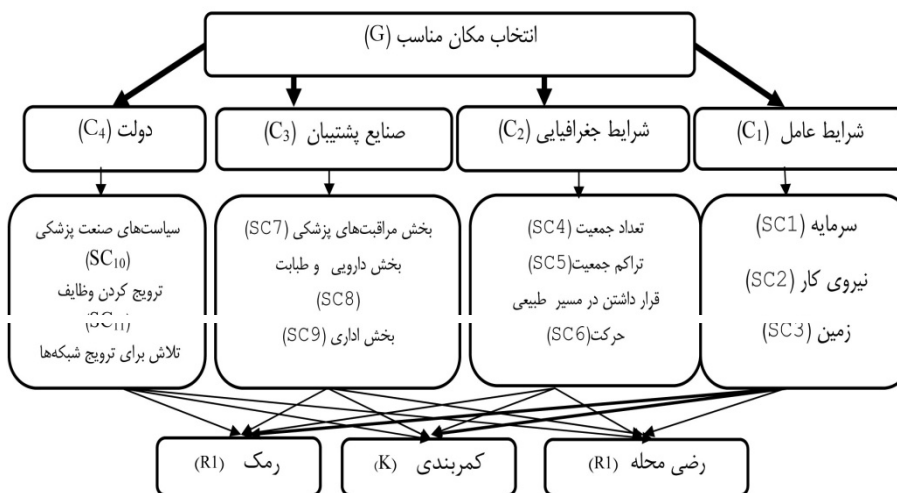 انتخاب مکان مناسب (G)
شرایط عامل (C₁)
شرایط جغرافیایی (C₂)
صنایع پشتیبان (C₃)
دولت (C₄)
سرمایه (SC1)
نیروی کار (SC2)
زمین (SC3)
تعداد جمعیت (SC4)
تراکم جمعیت(SC5)
قرار داشتن در مسیر طبیعی
حرکت(SC6)
بخش مراقبت‌های پزشکی (SC7)
بخش دارویی و طبابت
(SC8)
بخش اداری (SC9)
سیاست‌های صنعت پزشکی
(SC₁₀)
ترویج کردن وظایف
(SC₁₁)
تلاش برای ترویج شبکه‌ها
رضی محله (R1)
کمربندی (K)
رمک (R1)